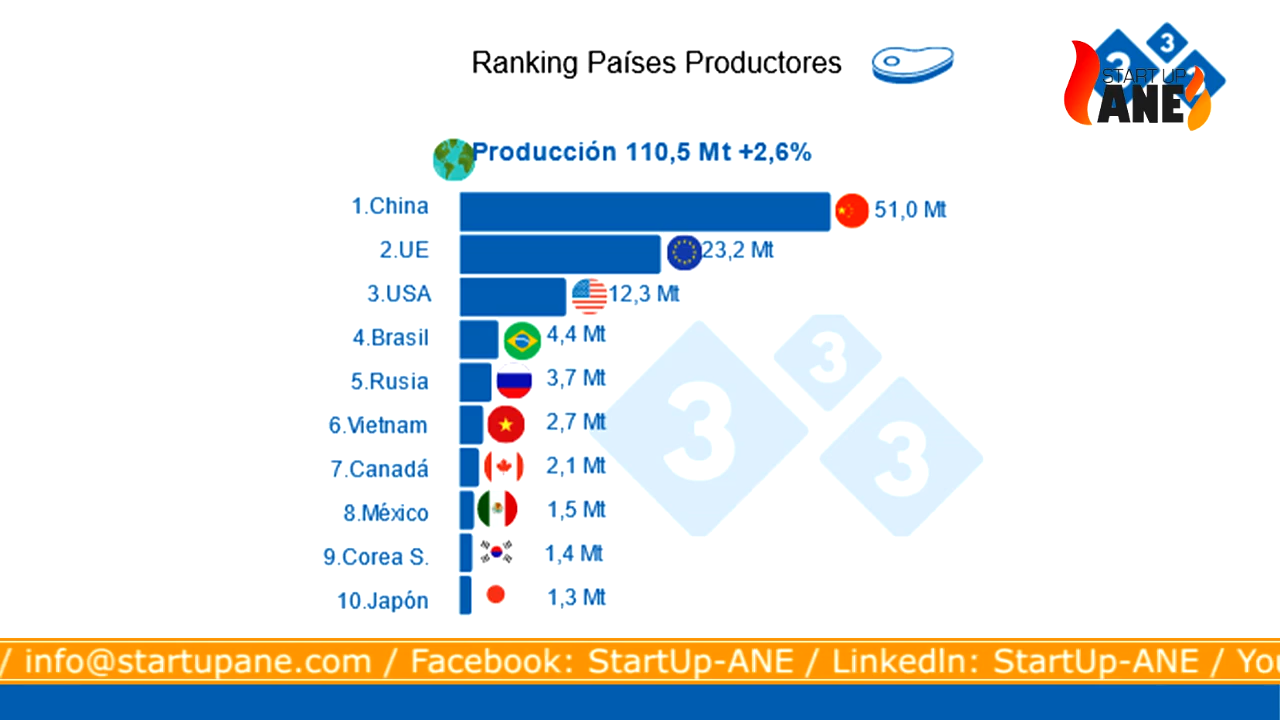 Ranking Países Productores
3
3
3
START UP
ANE
Producción 110,5 Mt +2,6%
1.China 51,0 Mt
2.UE 23,2 Mt
3.USA 12,3 Mt
4.Brasil 4,4 Mt
5.Rusia 3,7 Mt
6.Vietnam 2,7 Mt
7.Canadá 2,1 Mt
8.México 1,5 Mt
9.Corea S. 1,4 Mt
10.Japón 1,3 Mt
3
3
3
/ info@startupane.com / Facebook: StartUp-ANE / LinkedIn: StartUp-ANE / You